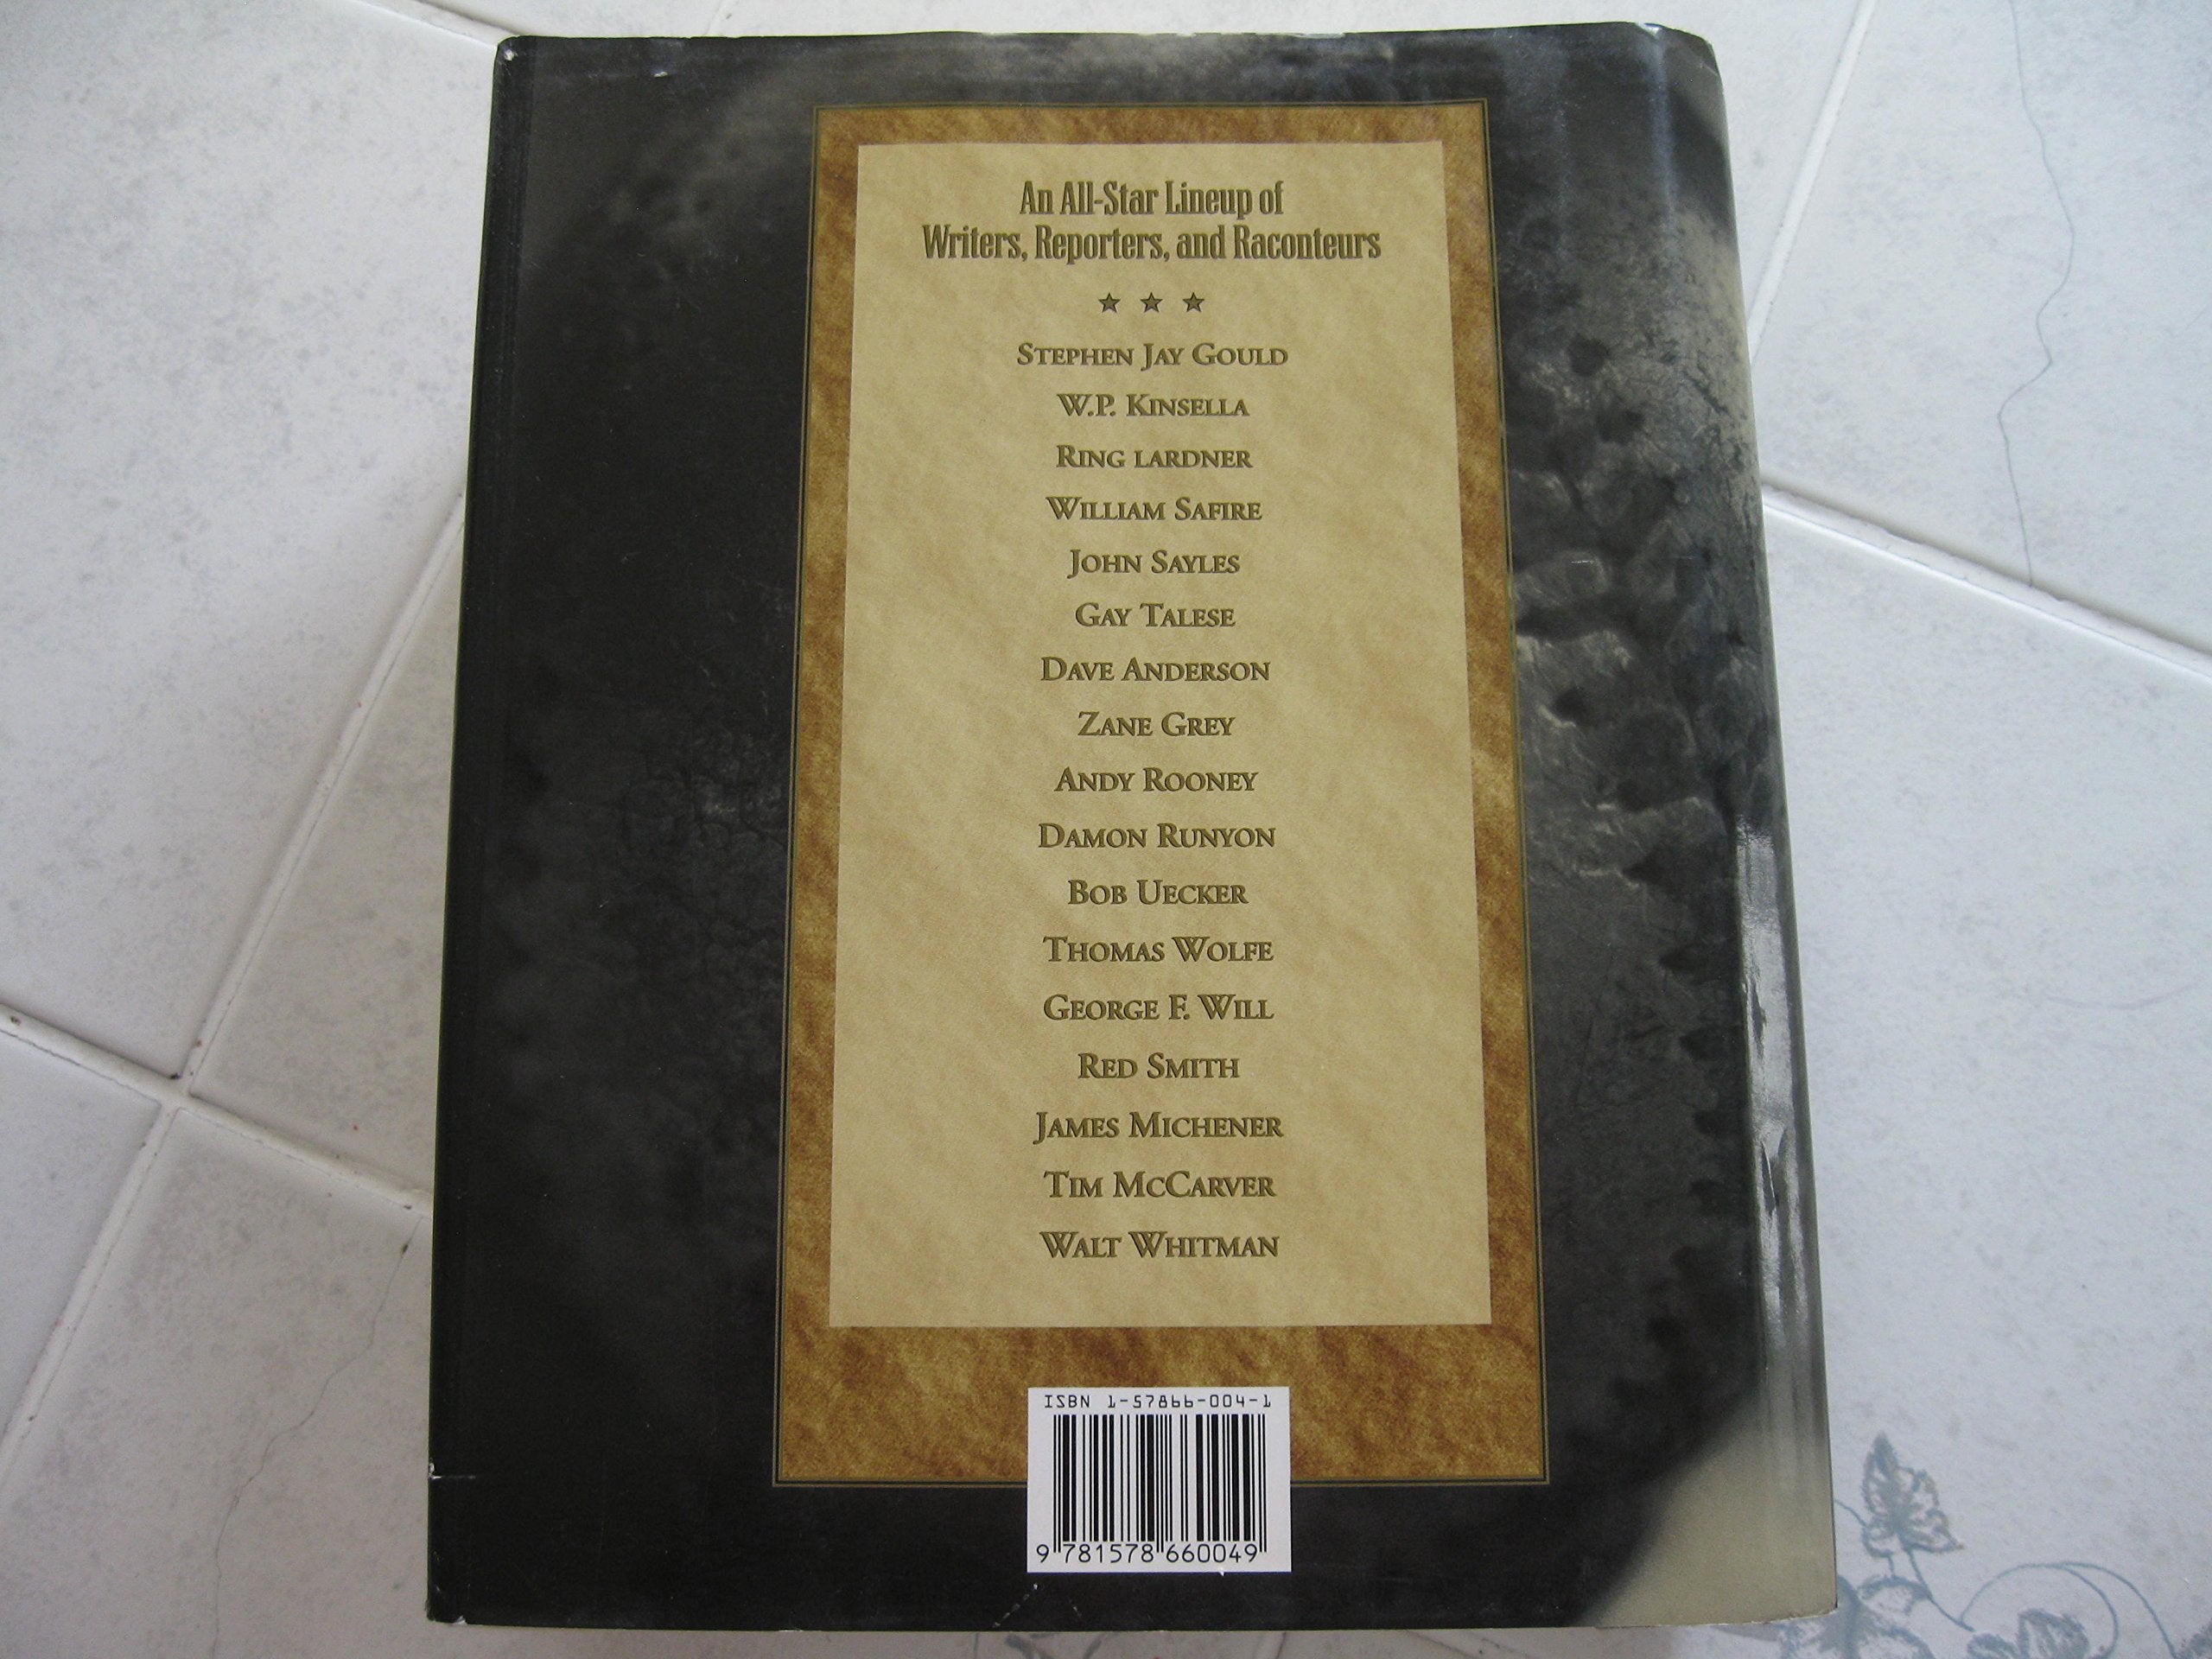 An All-Star Lineup of
Writers, Reporters, and Raconteurs
★ ★ ★
STEPHEN JAY GOULD
W.P. KINSELLA
RING LARDNER
WILLIAM SAFIRE
JOHN SAYLES
GAY TALESE
DAVE ANDERSON
ZANE GREY
ANDY ROONEY
DAMON RUNYON
BOB UECKER
THOMAS WOLFE
GEORGE F. WILL
RED SMITH
JAMES MICHENER
TIM MCCARVER
WALT WHITMAN
ISBN 1-57866-004-1
9 781578 660049